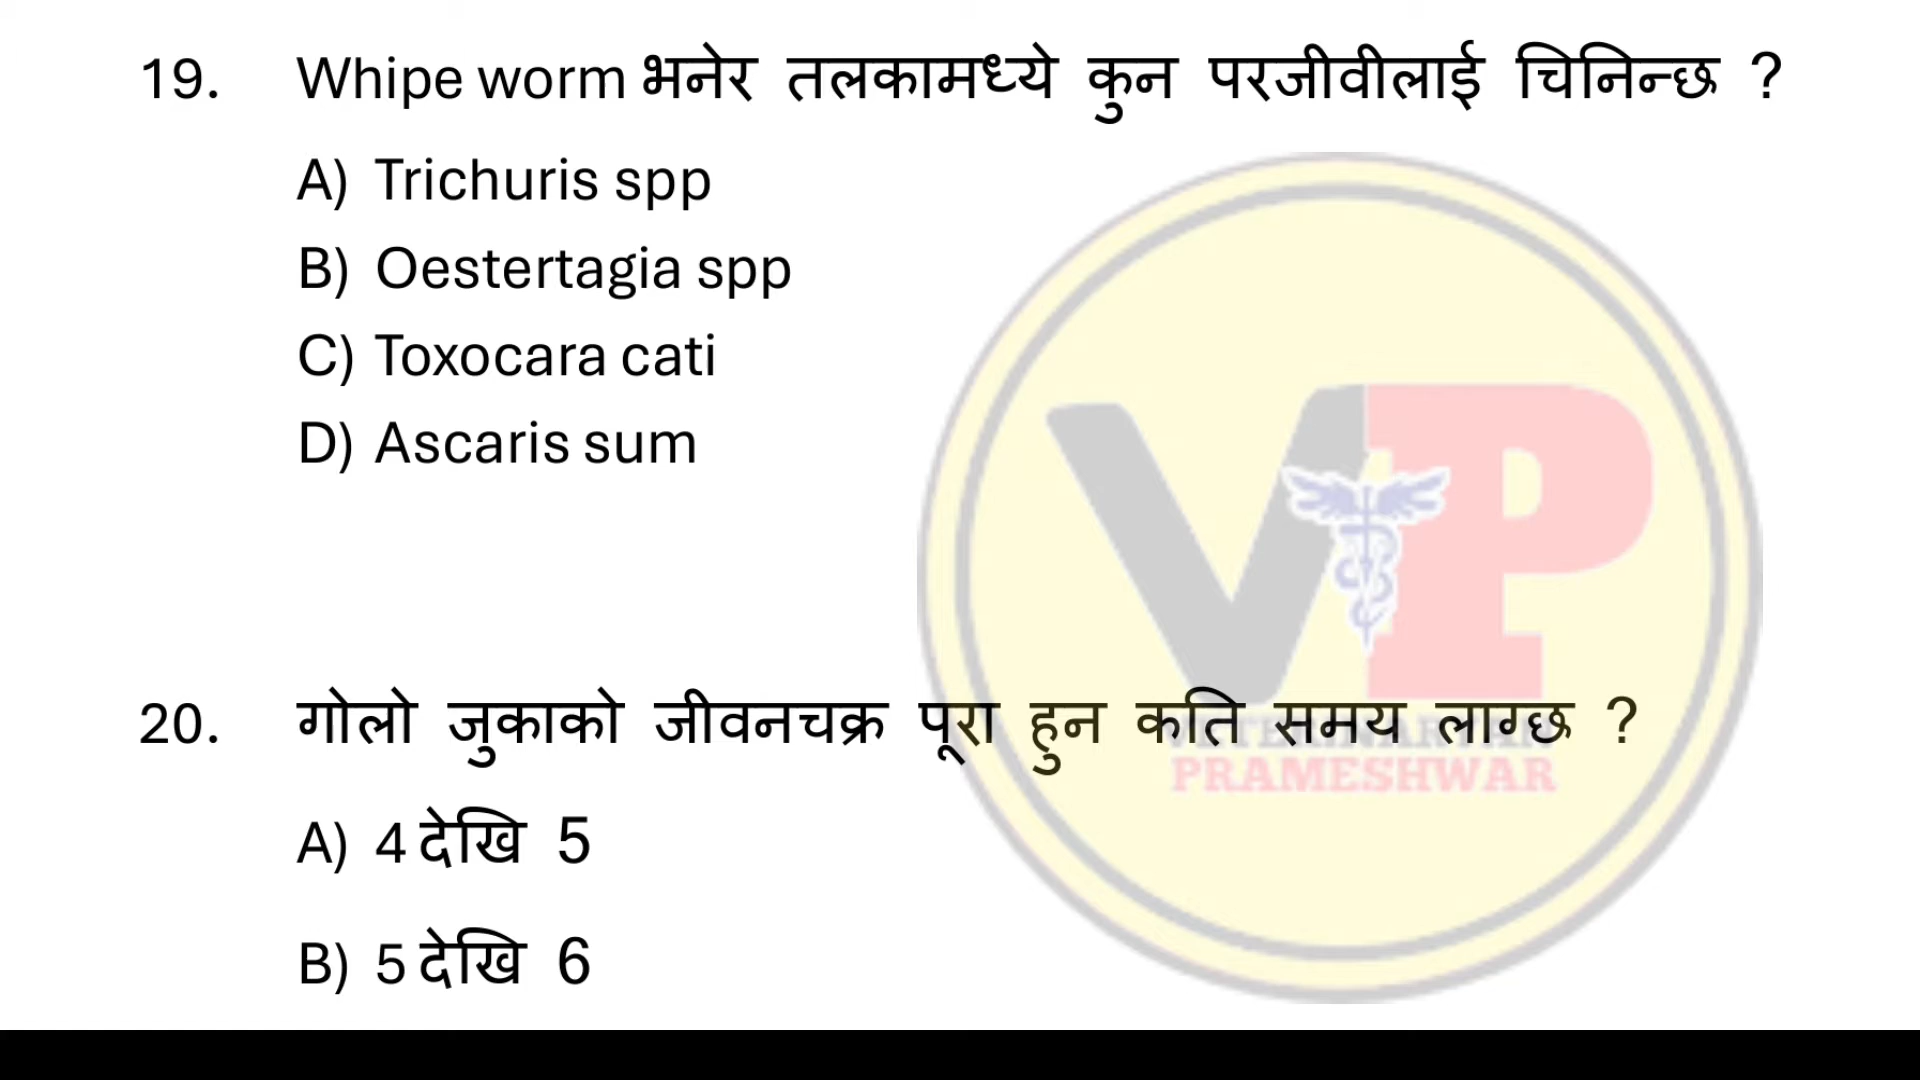 19. Whipe worm भनेर तलकामध्ये कुन परजीवीलाई चिनिन्छ ?
A) Trichuris spp
B) Oestertagia spp
C) Toxocara cati
D) Ascaris sum
20. गोलो जुकाको जीवनचक्र पूरा हुन कति समय लाग्छ ?
PRAMESHWAR
A) 4 देखि 5
B) 5 देखि 6